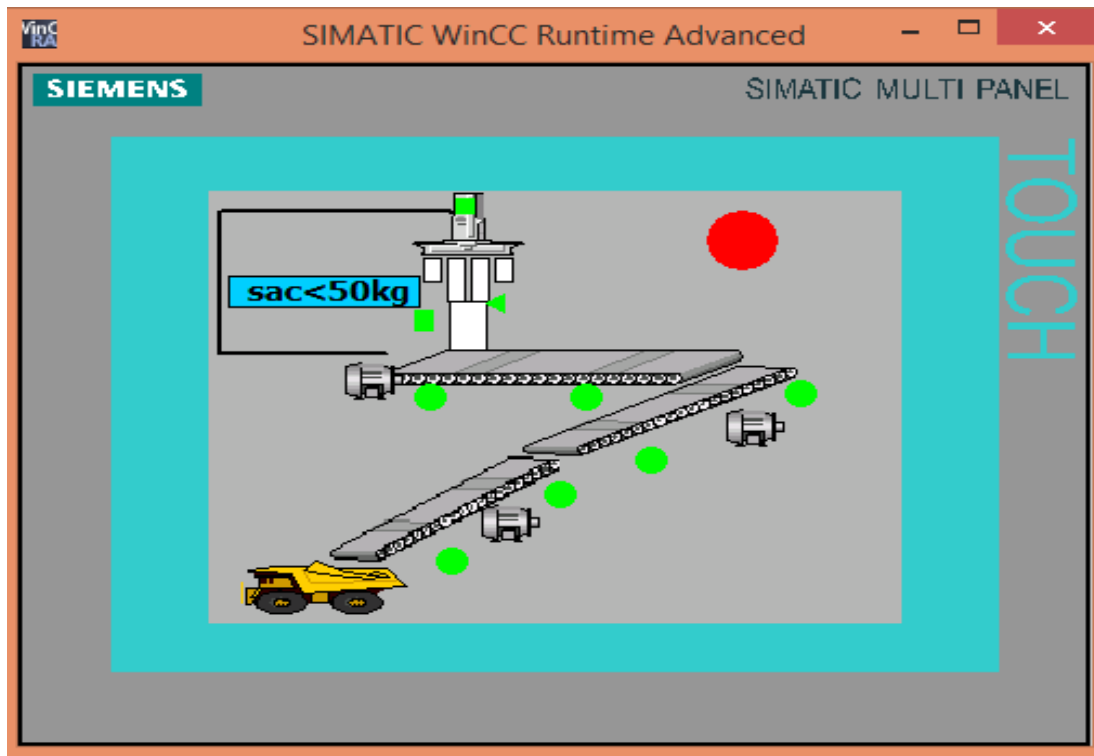 SIMATIC WinCC Runtime Advanced
SIEMENS
SIMATIC MULTI PANEL
TOUCH
sac<50kg